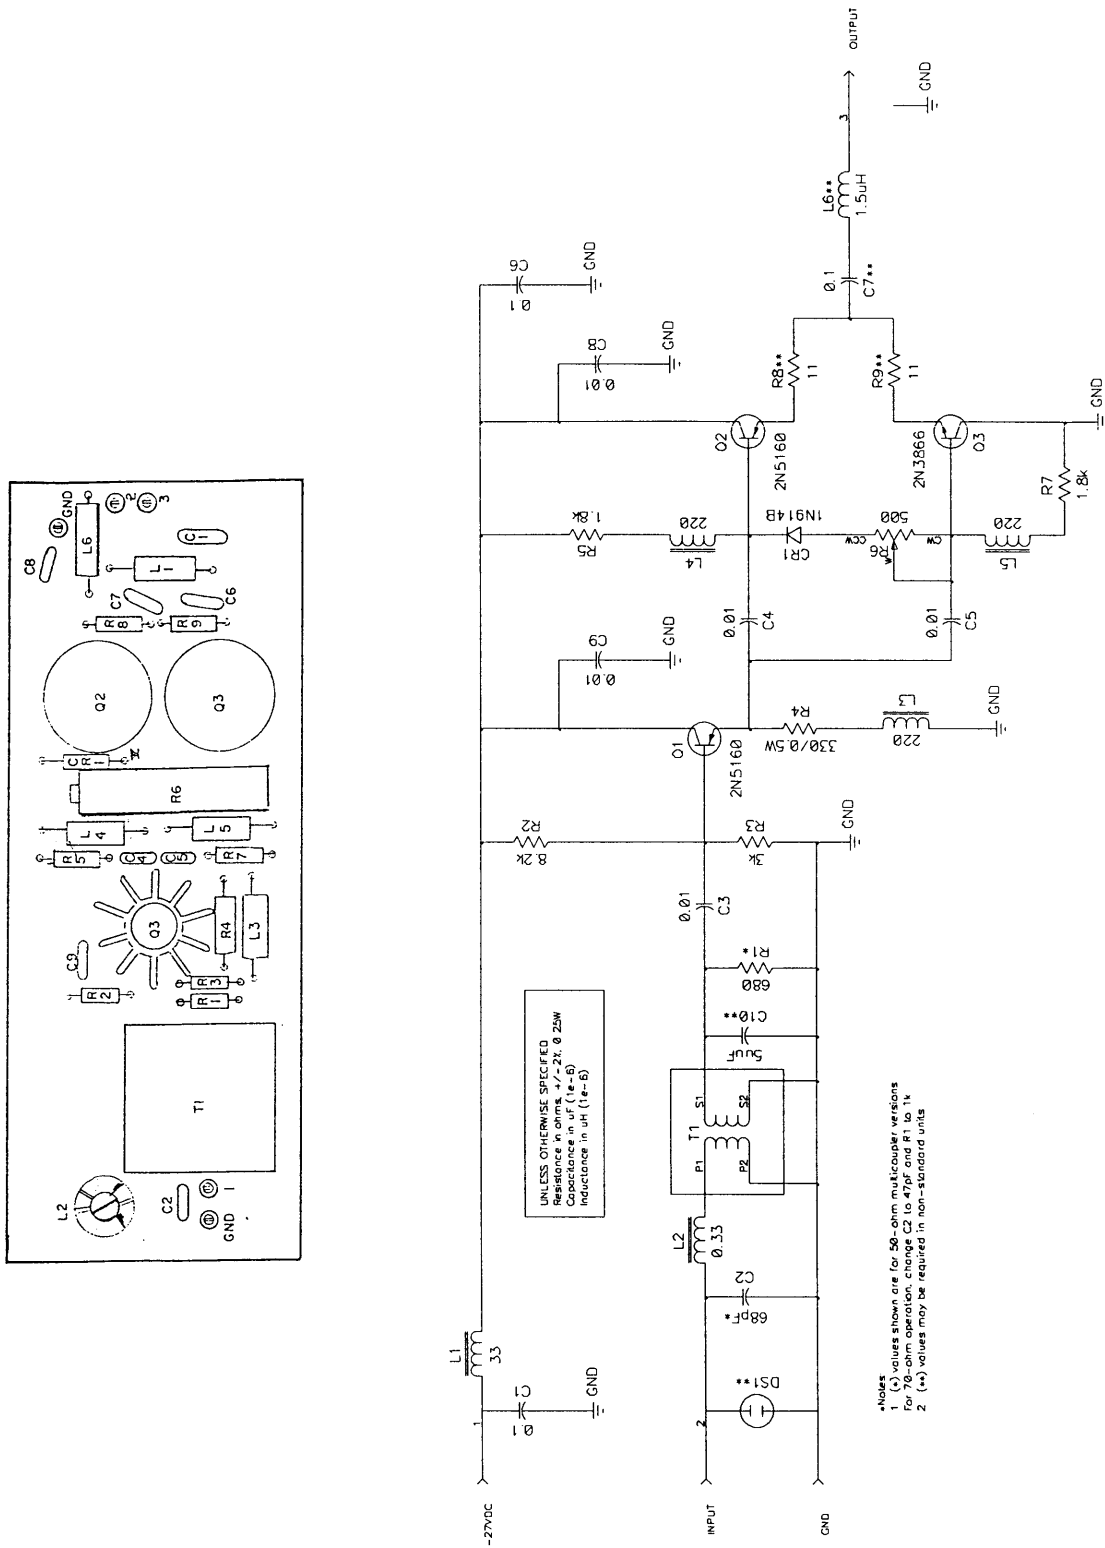 L2
C2
GND
1
T1
R2
C9
R1
R3
Q3
R4
L3
R5
C4
C5
R7
L4
L5
R6
CR1
Q2
Q3
R8
R9
C7
C6
L1
C1
C8
L6
GND
2
3
-27VDC
1
C1
0.1
GND
L1
33
INPUT
2
DS1**
GND
C2
68pF*
L2
0.33
T1
P1
P2
S1
S2
C10**
5uuF
R1*
680
0.01
C3
R2
8.2k
R3
3k
GND
Q1
2N5160
C9
0.01
GND
R4
330/0.5W
L3
220
GND
0.01
C4
0.01
C5
R5
1.8k
L4
220
CR1
1N914B
CCW
R6
500
W
CW
L5
220
R7
1.8k
GND
Q2
2N5160
Q3
2N3866
C8
0.01
GND
C6
0.1
GND
R8**
11
R9**
11
0.1
C7**
L6**
1.5uH
3
OUTPUT
GND
UNLESS OTHERWISE SPECIFIED
Resistance in ohms, +/-2%, 0.25W
Capacitance in uF (1e-6)
Inductance in uH (1e-6)
*Notes
1 (*) values shown are for 50-ohm multicoupler versions
For 70-ohm operation, change C2 to 47pF and R1 to 1k
2 (**) values may be required in non-standard units